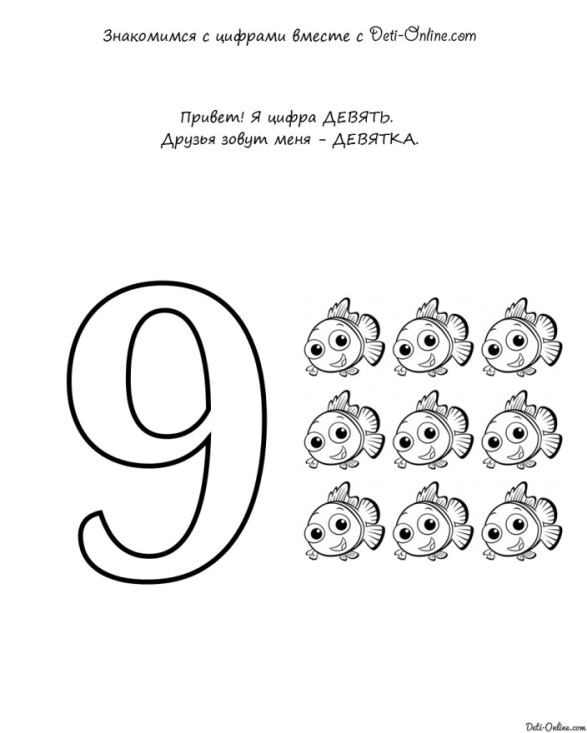 Знакомимся с цифрами вместе с Deti-Online.com
Привет! Я цифра ДЕВЯТЬ.
Друзья зовут меня - ДЕВЯТКА.
9
Deti-Online.com